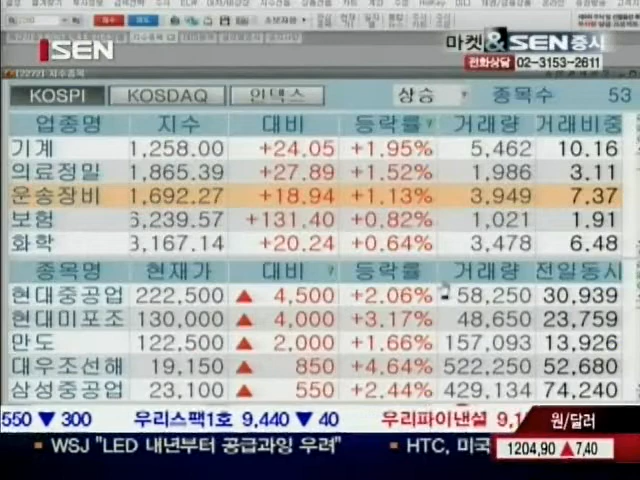 SEN
마켓&SEN증시
전화상담 02-3153-2611
[2272] 지수종목
KOSPI KOSDAQ 인덱스 상승 종목수 53
업종명 지수 대비 등락률 거래량 거래비중
기계 1,258.00 +24.05 +1.95% 5,462 10.16
의료정밀 1,865.39 +27.89 +1.52% 1,986 3.11
운송장비 1,692.27 +18.94 +1.13% 3,949 7.37
보험 6,239.57 +131.40 +0.82% 1,021 1.91
화학 3,167.14 +20.24 +0.64% 3,478 6.48
종목명 현재가 대비 등락률 거래량 전일동시
현대중공업 222,500 ▲ 4,500 +2.06% 58,250 30,939
현대미포조 130,000 ▲ 4,000 +3.17% 48,650 23,759
만도 122,500 ▲ 2,000 +1.66% 157,093 13,926
대우조선해 19,150 ▲ 850 +4.64% 522,250 52,680
삼성중공업 23,100 ▲ 550 +2.44% 429,134 74,240
550 ▼ 300 우리스팩1호 9,440 ▼ 40 우리파이낸셜 9,1
원/달러
■ WSJ "LED 내년부터 공급과잉 우려" ■ HTC, 미국
1204,90 ▲7,40